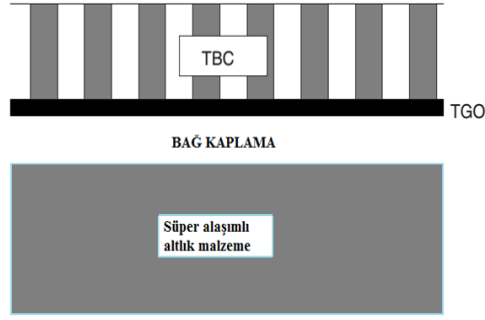 TBC
TGO
BAĞ KAPLAMA
Süper alaşımlı
altlık malzeme